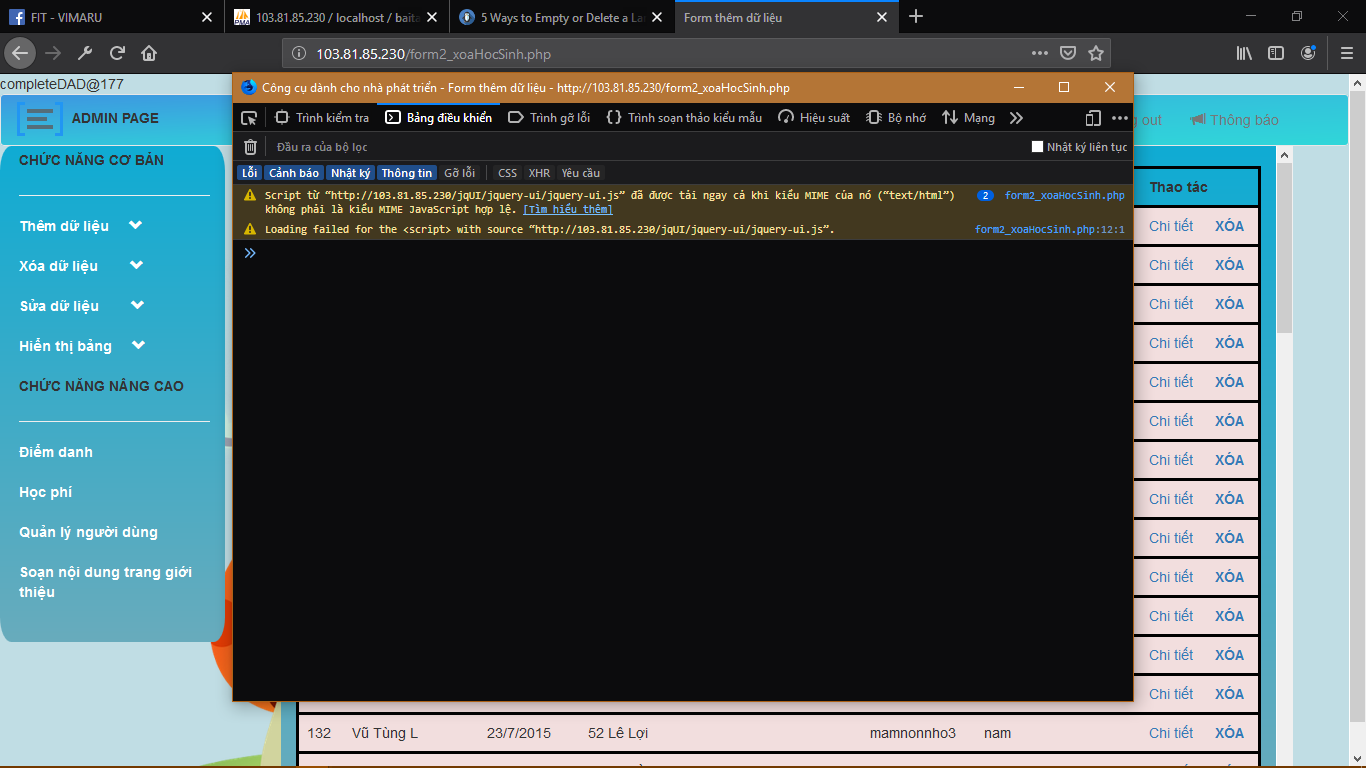 FIT - VIMARU
103.81.85.230 / localhost / baita
5 Ways to Empty or Delete a La
Form thêm dữ liệu
103.81.85.230/form2_xoaHocSinh.php
completeDAD@177
Công cụ dành cho nhà phát triển - Form thêm dữ liệu - http://103.81.85.230/form2_xoaHocSinh.php
ADMIN PAGE
out
Thông báo
Trình kiểm tra
Bảng điều khiển
Trình gỡ lỗi
Trình soạn thảo kiểu mẫu
Hiệu suất
Bộ nhớ
Mạng
Đầu ra của bộ lọc
Nhật ký liên tục
Lỗi
Cảnh báo
Nhật ký
Thông tin
Gỡ lỗi
CSS
XHR
Yêu cầu
Script từ “http://103.81.85.230/jqUI/jquery-ui/jquery-ui.js” đã được tải ngay cả khi kiểu MIME của nó (“text/html”)
không phải là kiểu MIME JavaScript hợp lệ. [Tìm hiểu thêm]
2
form2_xoaHocSinh.php
Loading failed for the <script> with source “http://103.81.85.230/jqUI/jquery-ui/jquery-ui.js”.
form2_xoaHocSinh.php:12:1
CHỨC NĂNG CƠ BẢN
Thêm dữ liệu
Xóa dữ liệu
Sửa dữ liệu
Hiển thị bảng
CHỨC NĂNG NÂNG CAO
Điểm danh
Học phí
Quản lý người dùng
Soạn nội dung trang giới
thiệu
Thao tác
Chi tiết XÓA
Chi tiết XÓA
Chi tiết XÓA
Chi tiết XÓA
Chi tiết XÓA
Chi tiết XÓA
Chi tiết XÓA
Chi tiết XÓA
Chi tiết XÓA
Chi tiết XÓA
Chi tiết XÓA
Chi tiết XÓA
Chi tiết XÓA
132 Vũ Tùng L 23/7/2015 52 Lê Lợi mamnonnho3 nam Chi tiết XÓA